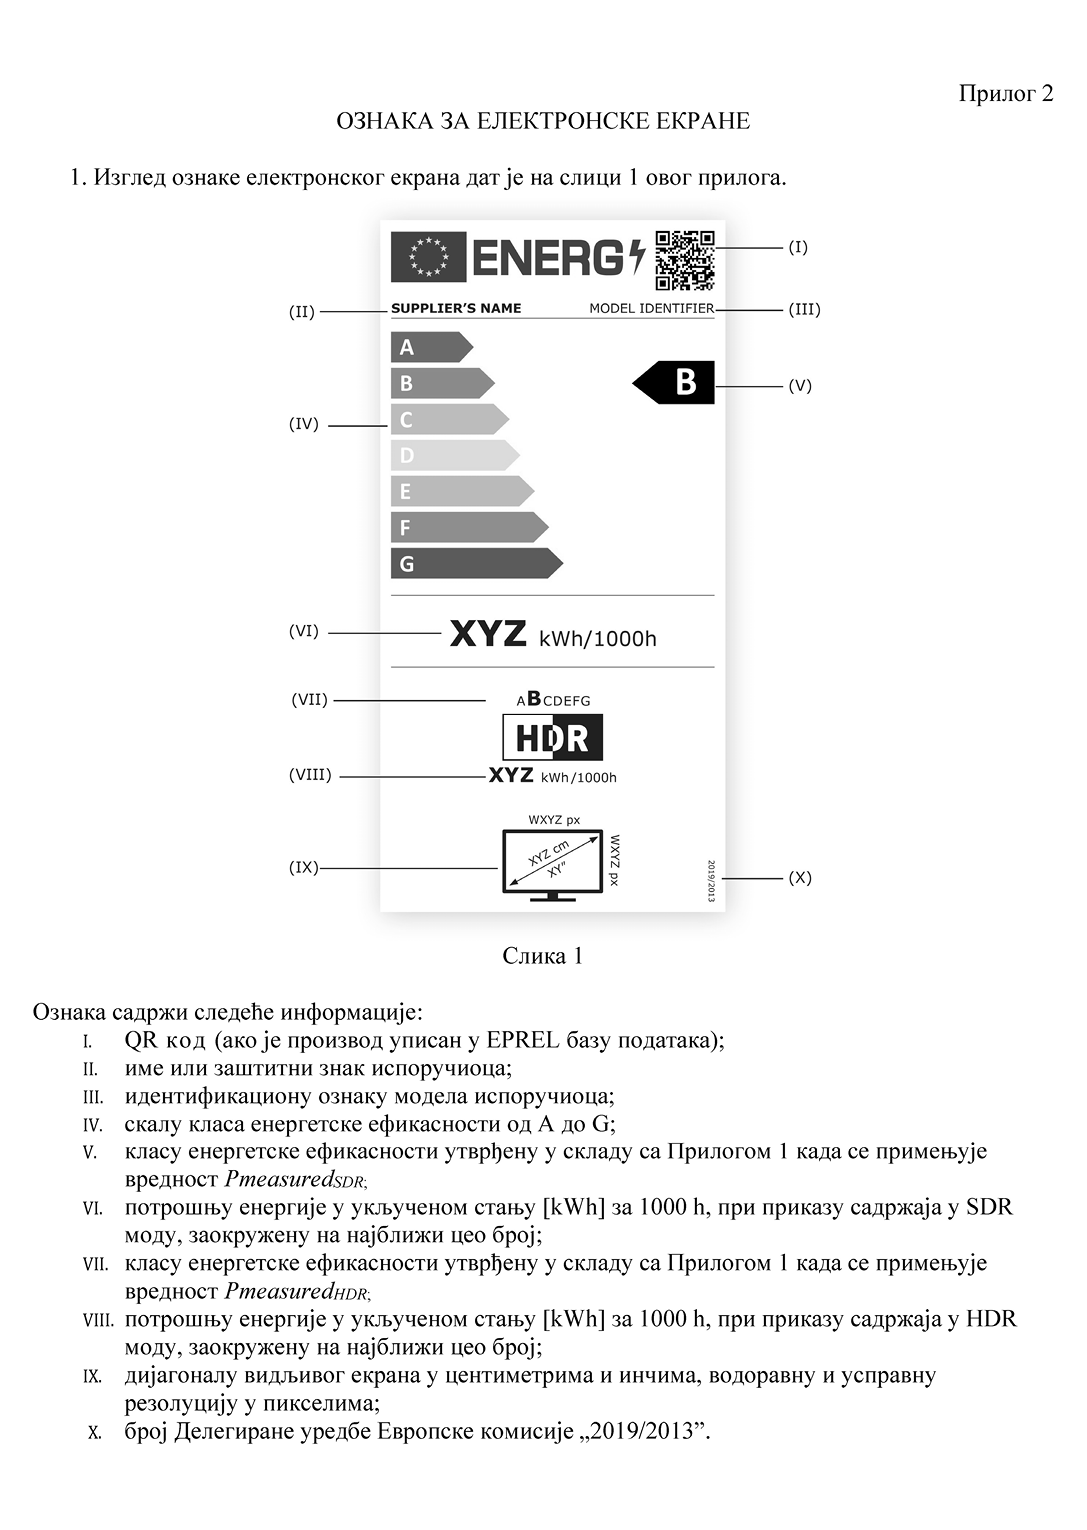 Прилог 2
ОЗНАКА ЗА ЕЛЕКТРОНСКЕ ЕКРАНЕ
1. Изглед ознаке електронског екрана дат је на слици 1 овог прилога.
ENERG
(I)
(II)
SUPPLIER’S NAME
MODEL IDENTIFIER
(III)
A
B
B
(V)
(IV)
C
D
E
F
G
(VI)
XYZ kWh/1000h
(VII)
ABCDEFG
HDR
(VIII)
XYZ kWh/1000h
WXYZ px
(IX)
XYZ cm
XY”
WXYZ px
2019/2013
(X)
Слика 1
Ознака садржи следеће информације:
I. QR код (ако је производ уписан у EPREL базу података);
II. име или заштитни знак испоручиоца;
III. идентификациону ознаку модела испоручиоца;
IV. скалу класа енергетске ефикасности од А до G;
V. класу енергетске ефикасности утврђену у складу са Прилогом 1 када се примењује
вредност PmeasuredSDR;
VI. потрошњу енергије у укљученом стању [kWh] за 1000 h, при приказу садржаја у SDR
моду, заокружену на најближи цео број;
VII. класу енергетске ефикасности утврђену у складу са Прилогом 1 када се примењује
вредност PmeasuredHDR;
VIII. потрошњу енергије у укљученом стању [kWh] за 1000 h, при приказу садржаја у HDR
моду, заокружену на најближи цео број;
IX. дијагоналу видљивог екрана у центиметрима и инчима, водоравну и усправну
резолуцију у пикселима;
X. број Делегиране уредбе Европске комисије „2019/2013”.